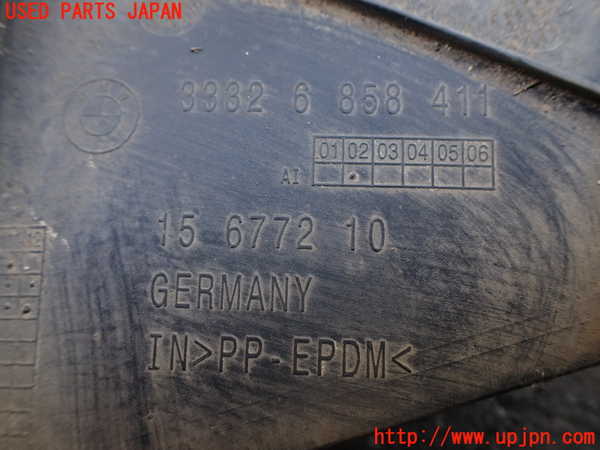 USED PARTS JAPAN
3332 6 858 411
01 02 03 04 05 06
AI
15 6772 10
GERMANY
IN>PP-EPDM<
http://www.upjpn.com/